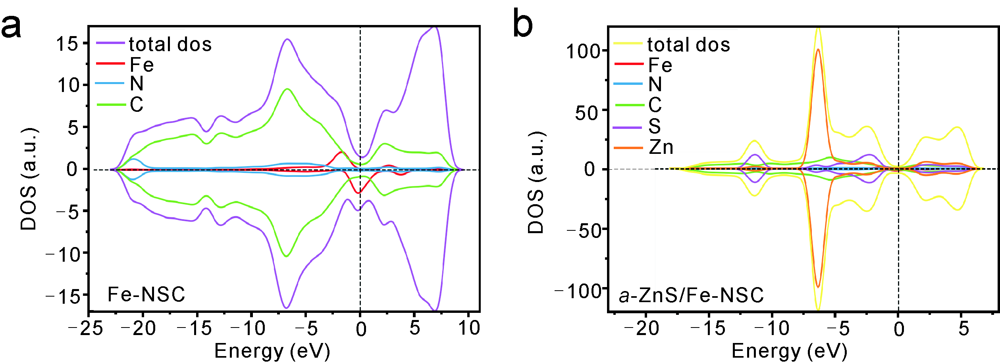 a
total dos
Fe
N
C
15
10
5
0
−5
−10
−15
DOS (a.u.)
Fe-NSC
−25 −20 −15 −10 −5 0 5 10
Energy (eV)
b
total dos
Fe
N
C
S
Zn
100
50
0
−50
−100
DOS (a.u.)
a-ZnS/Fe-NSC
−20 −15 −10 −5 0 5
Energy (eV)